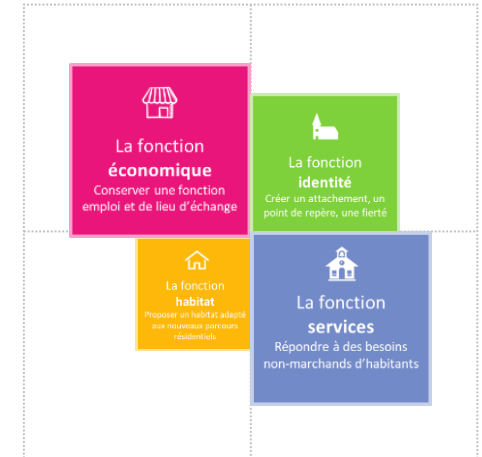 La fonction
économique
Conserver une fonction
emploi et de lieu d'échange
La fonction
identité
Créer un attachement, un
point de repère, une fierté
La fonction
habitat
Proposer un habitat adapté
aux nouveaux parcours
résidentiels
La fonction
services
Répondre à des besoins
non-marchands d'habitants